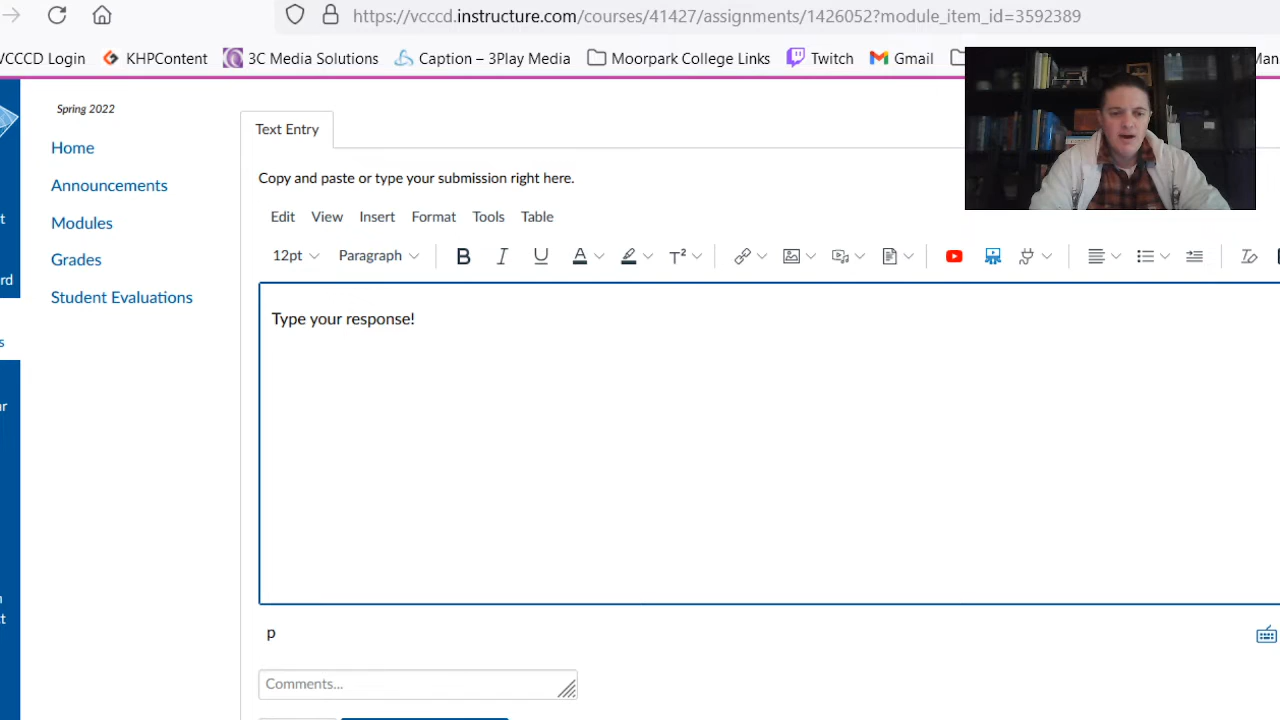 https://vcccd.instructure.com/courses/41427/assignments/1426052?module_item_id=3592389
VCCCD Login KHPContent 3C Media Solutions Caption – 3Play Media Moorpark College Links Twitch Gmail
Spring 2022
Home
Announcements
Modules
Grades
Student Evaluations
Text Entry
Copy and paste or type your submission right here.
Edit View Insert Format Tools Table
12pt Paragraph B I U A T²
Type your response!
p
Comments...